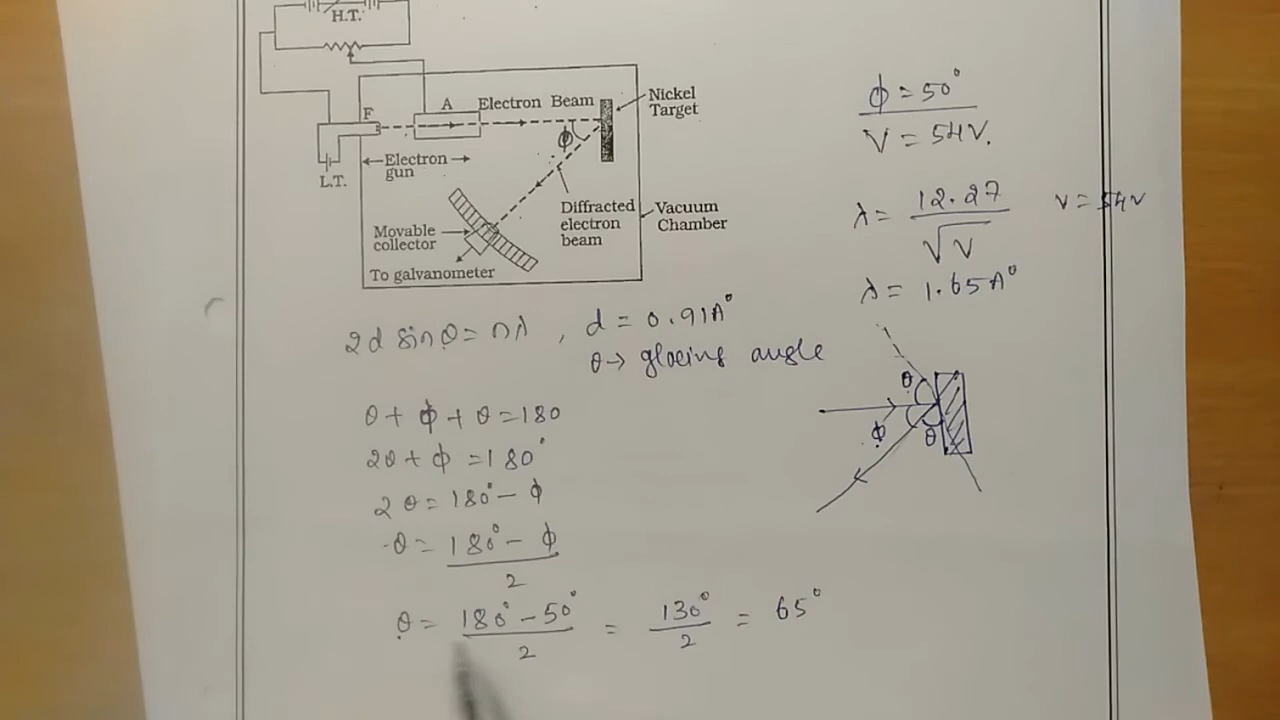 H.T.
F
A
Electron Beam
Nickel
Target
ϕ
L.T.
Electron
gun
Diffracted
electron
beam
Vacuum
Chamber
Movable
collector
To galvanometer
ϕ = 50°
V = 54V.
λ = 12.27 / √V   V = 54V
λ = 1.65A°
2d sinθ = nλ , d = 0.91A°
θ → glacing angle
θ + ϕ + θ = 180
2θ + ϕ = 180°
2θ = 180° - ϕ
θ = 180° - ϕ / 2
θ = 180° - 50° / 2 = 130° / 2 = 65°
θ
ϕ
θ